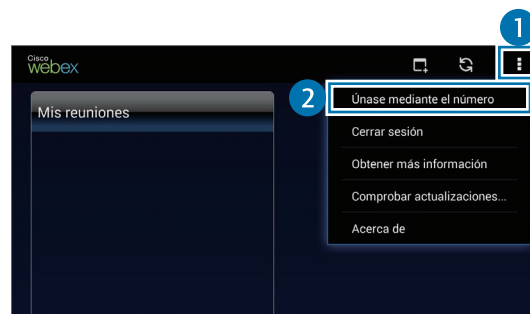 1
Cisco
webex
Mis reuniones
2
Únase mediante el número
Cerrar sesión
Obtener más información
Comprobar actualizaciones...
Acerca de